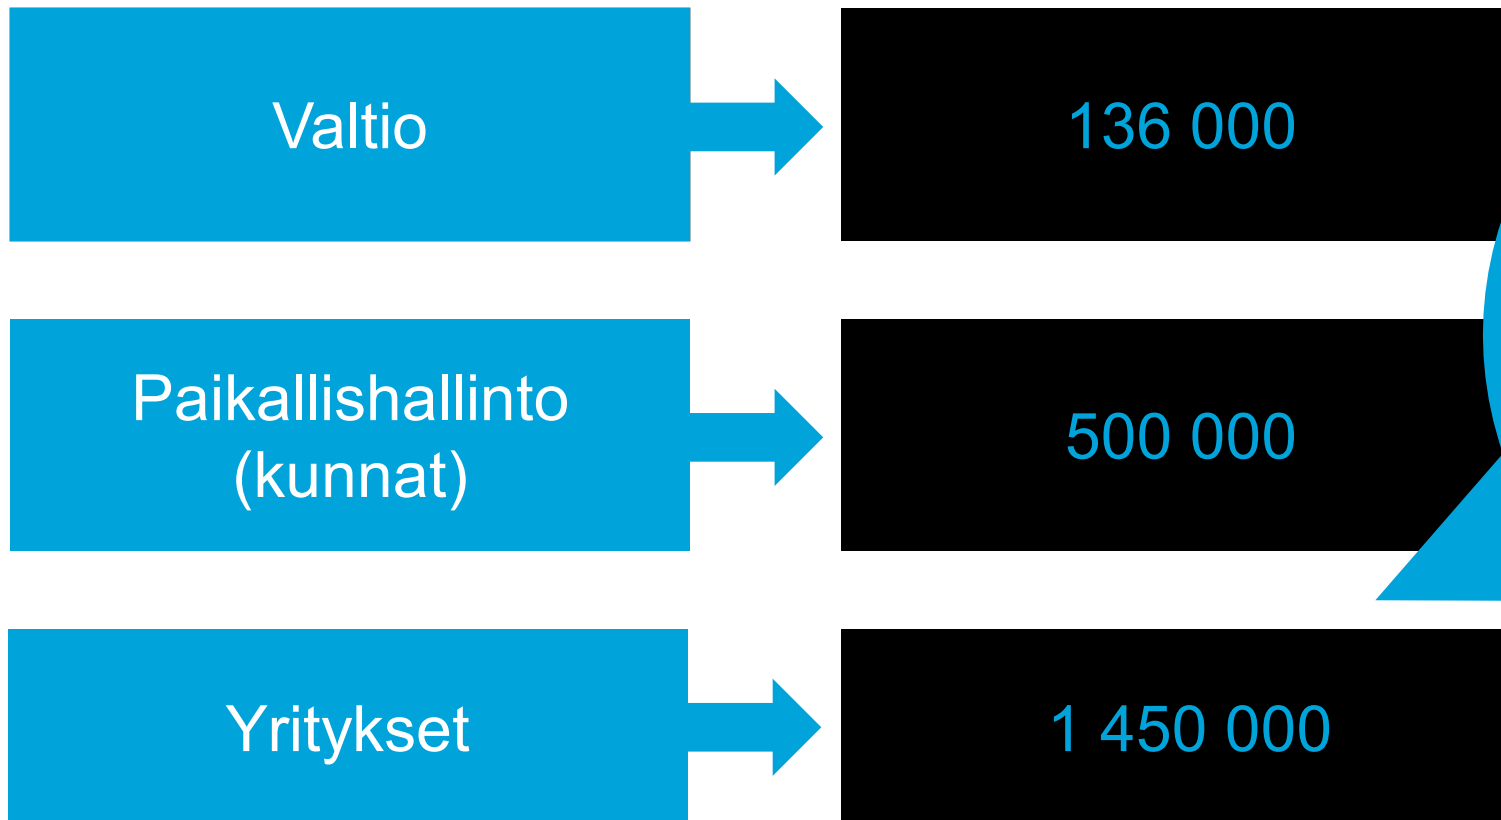 Valtio
136 000
Paikallishallinto
(kunnat)
500 000
Yritykset
1 450 000